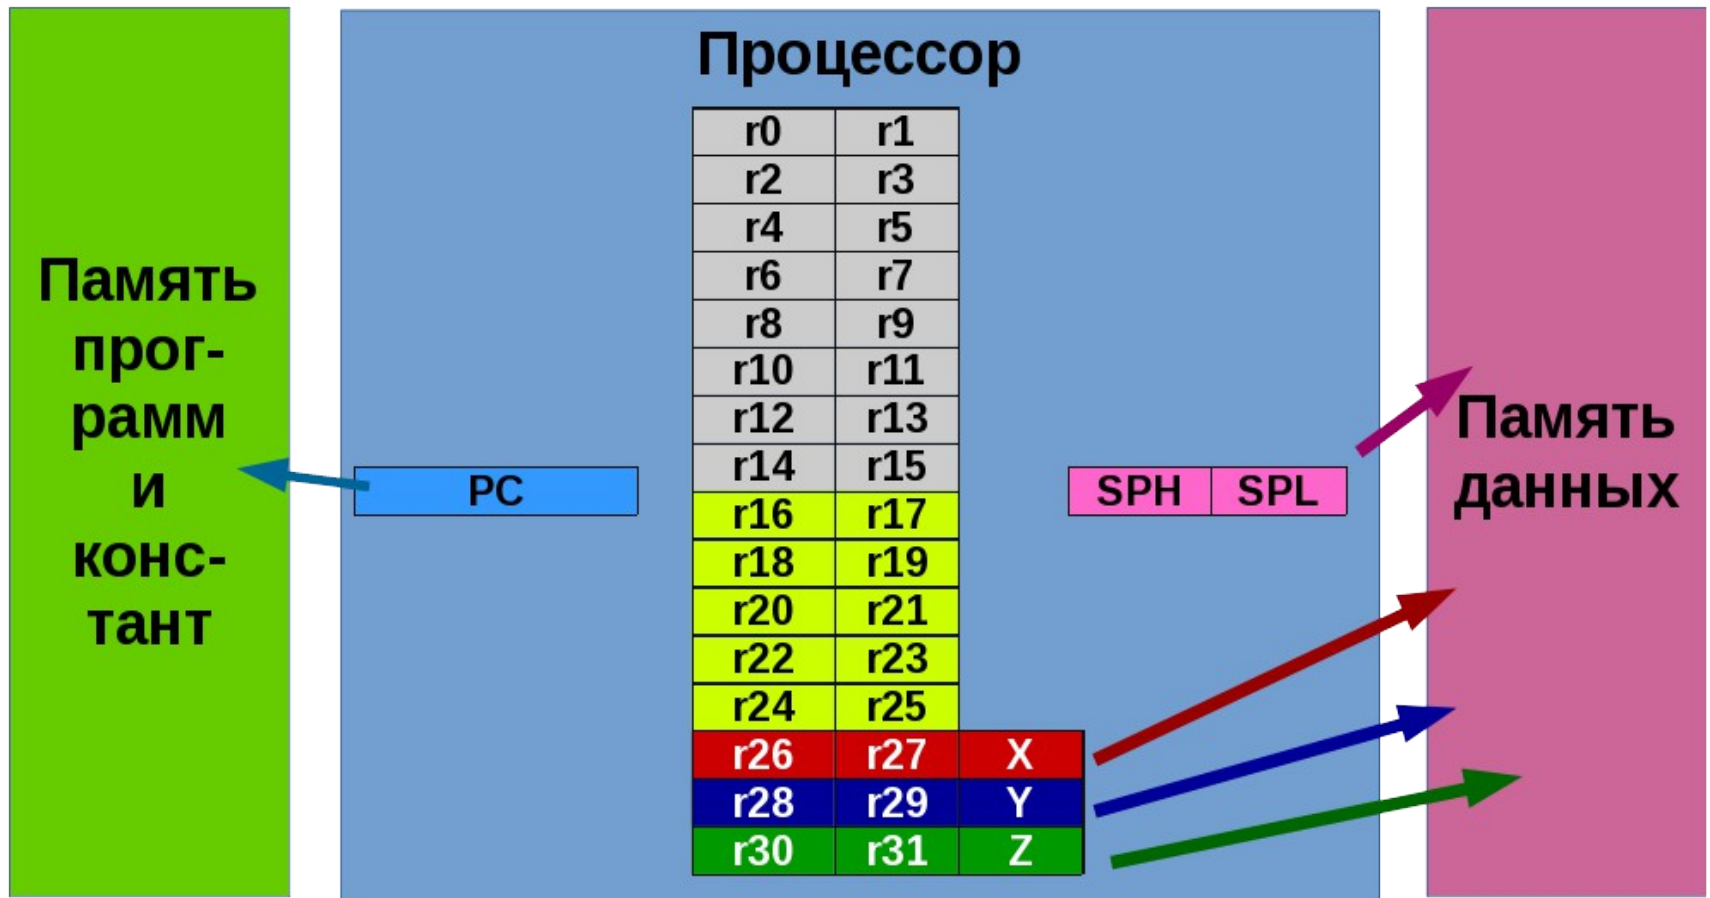 Память
прог-
рамм
и
конс-
тант
Процессор
r0 r1
r2 r3
r4 r5
r6 r7
r8 r9
r10 r11
r12 r13
r14 r15
r16 r17
r18 r19
r20 r21
r22 r23
r24 r25
r26 r27 X
r28 r29 Y
r30 r31 Z
PC
SPH SPL
Память
данных